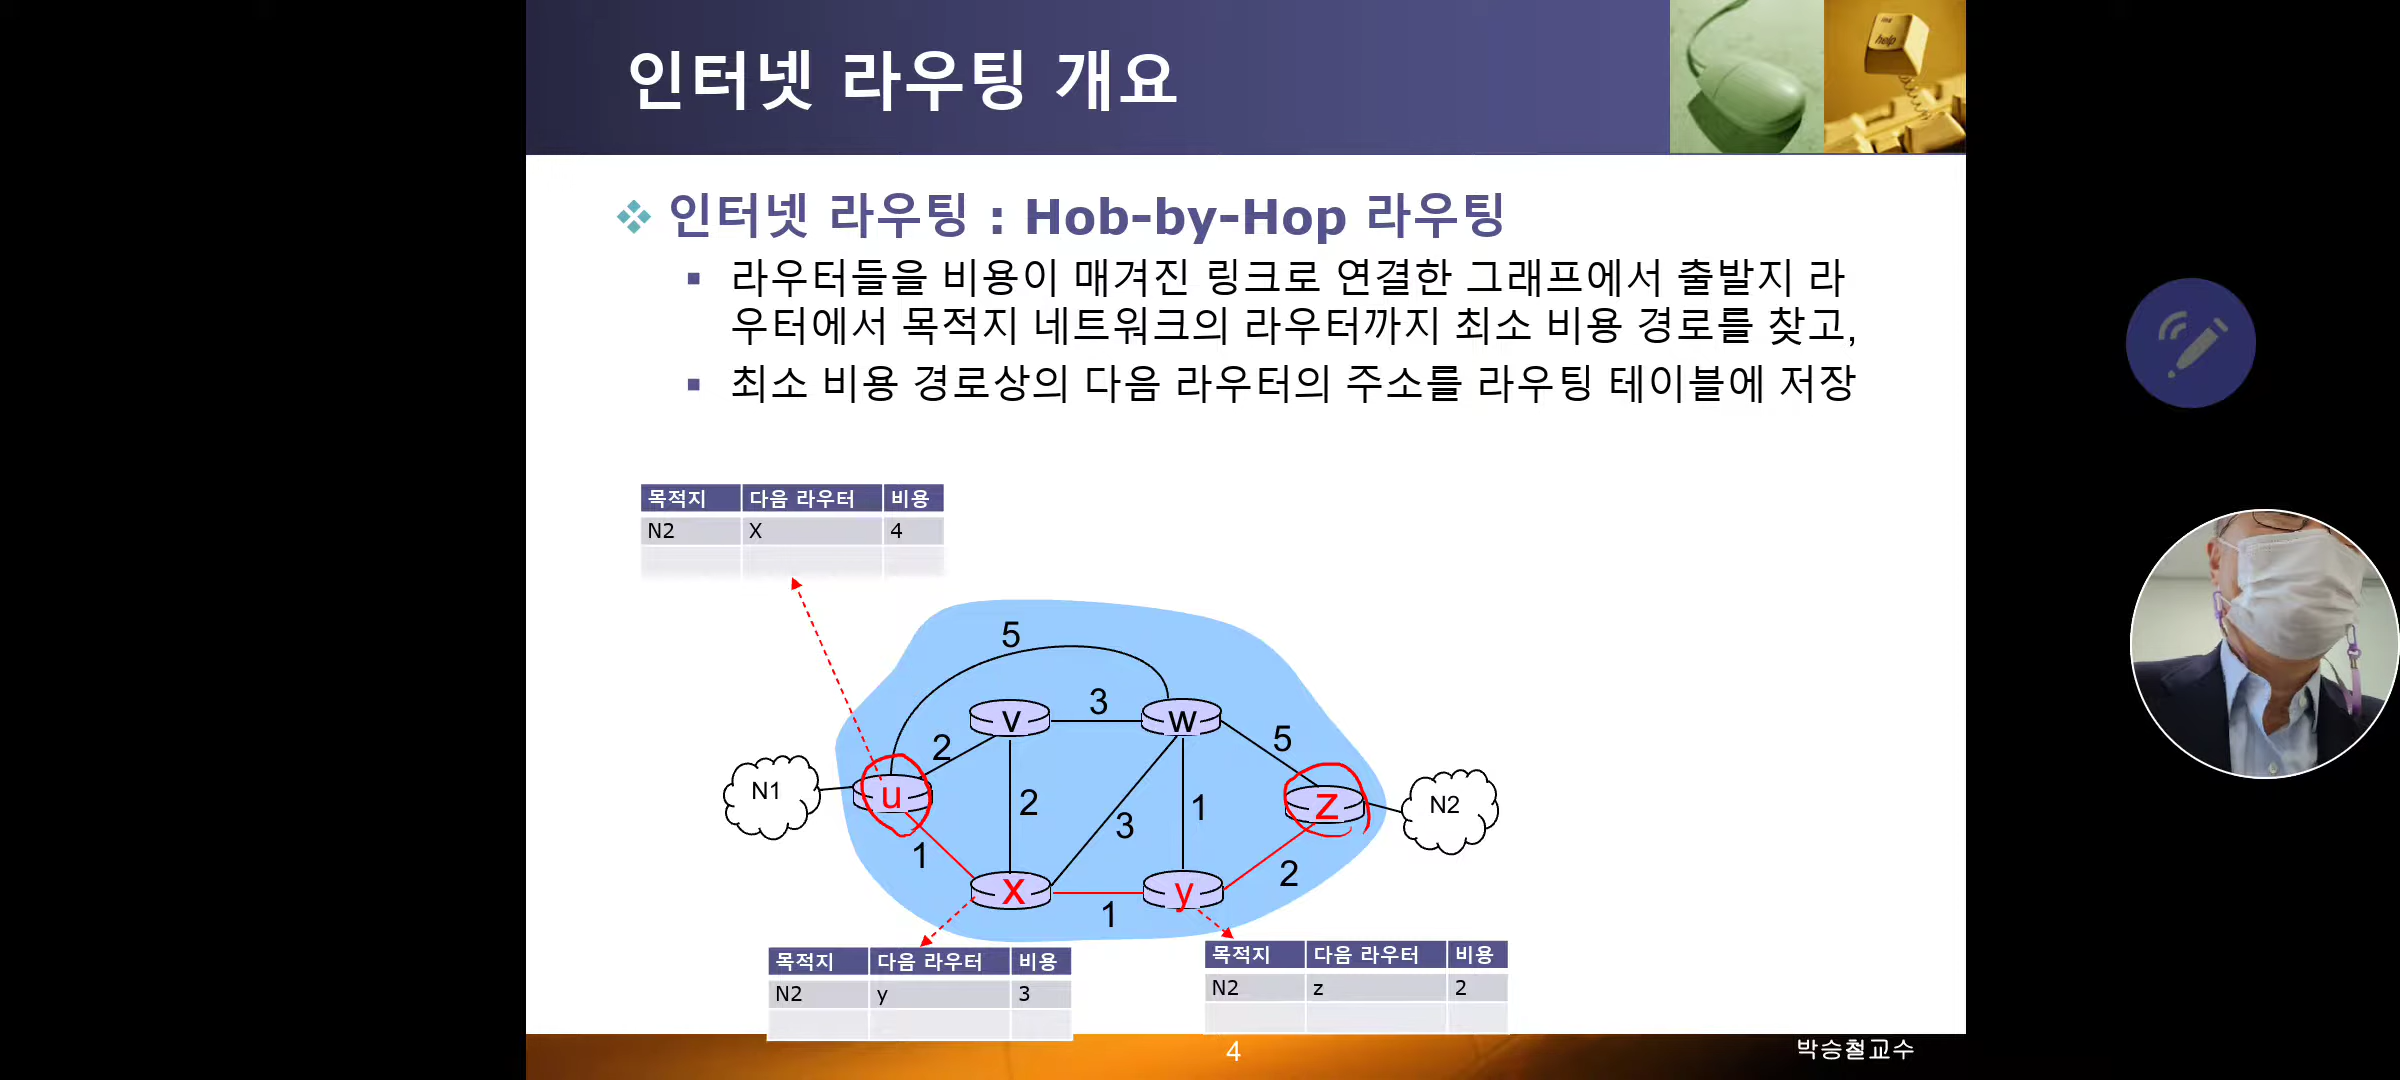 인터넷 라우팅 개요
help
인터넷 라우팅 : Hob-by-Hop 라우팅
라우터들을 비용이 매겨진 링크로 연결한 그래프에서 출발지 라
우터에서 목적지 네트워크의 라우터까지 최소 비용 경로를 찾고,
최소 비용 경로상의 다음 라우터의 주소를 라우팅 테이블에 저장
목적지 다음 라우터 비용
N2 X 4
5
v 3 w
2 5
N1 u 2 3 1 z N2
1 2
x 1 y
목적지 다음 라우터 비용
N2 y 3
목적지 다음 라우터 비용
N2 z 2
4
박승철교수